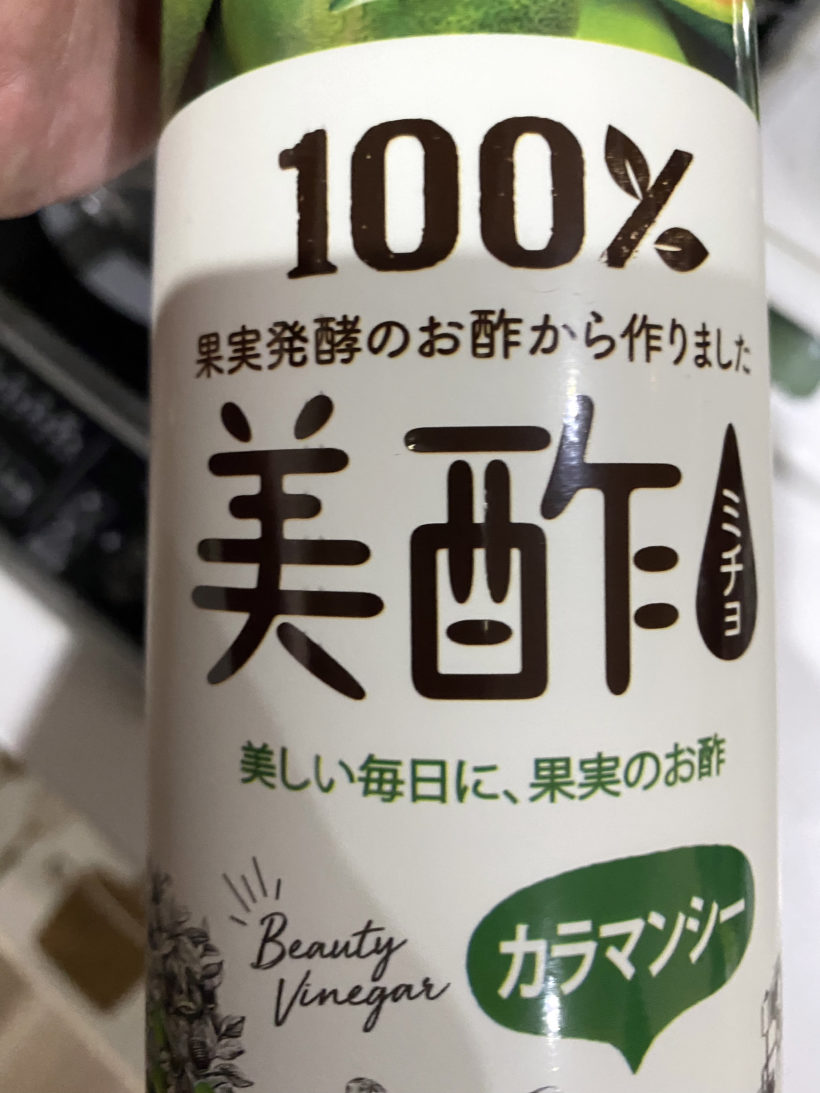 100%
果実発酵のお酢から作りました
美酢
ミチョ
美しい毎日に、果実のお酢
Beauty
Vinegar
カラマンシー